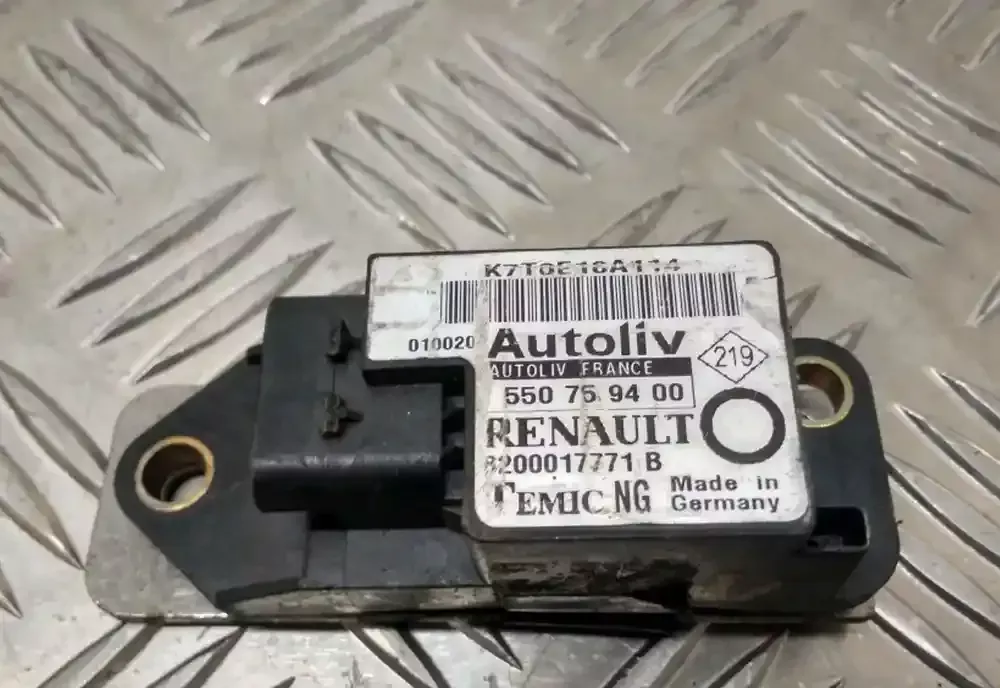 K7T0E18A114
010020
Autoliv
219
AUTOLIV FRANCE
550 75 94 00
RENAULT
8200017771 B
TEMIC NG Made in
Germany